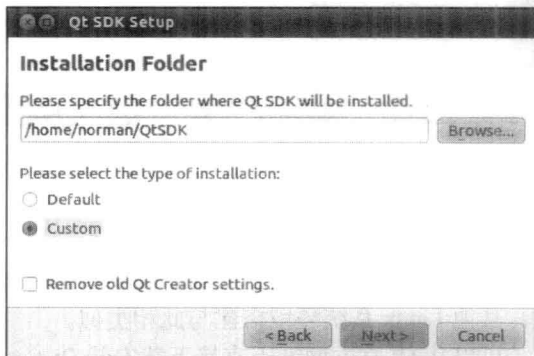 Qt SDK Setup
Installation Folder
Please specify the folder where Qt SDK will be installed.
/home/norman/QtSDK
Browse...
Please select the type of installation:
Default
Custom
Remove old Qt Creator settings.
< Back
Next >
Cancel